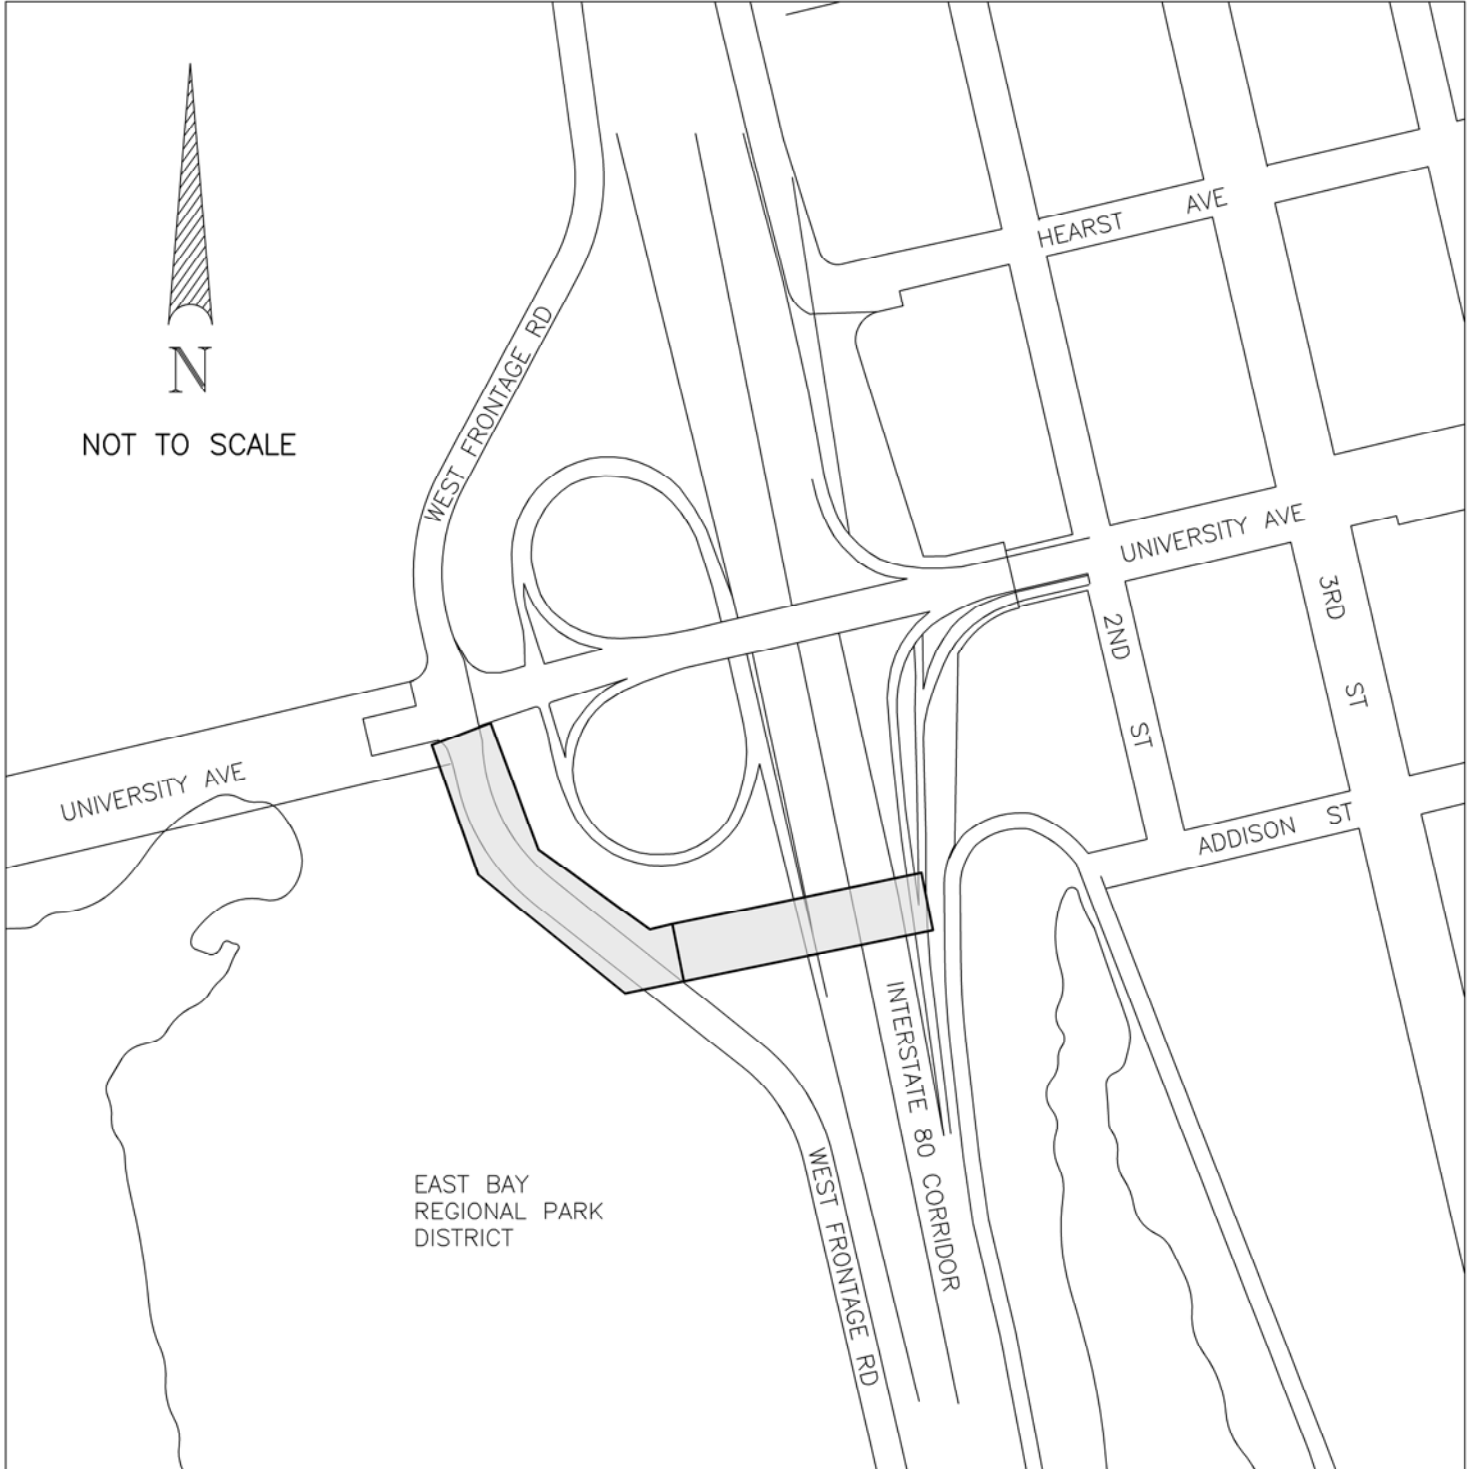 HEARST AVE
N
WEST FRONTAGE RD
NOT TO SCALE
UNIVERSITY AVE
3RD ST
2ND ST
UNIVERSITY AVE
ADDISON ST
INTERSTATE 80 CORRIDOR
EAST BAY
REGIONAL PARK
DISTRICT
WEST FRONTAGE RD